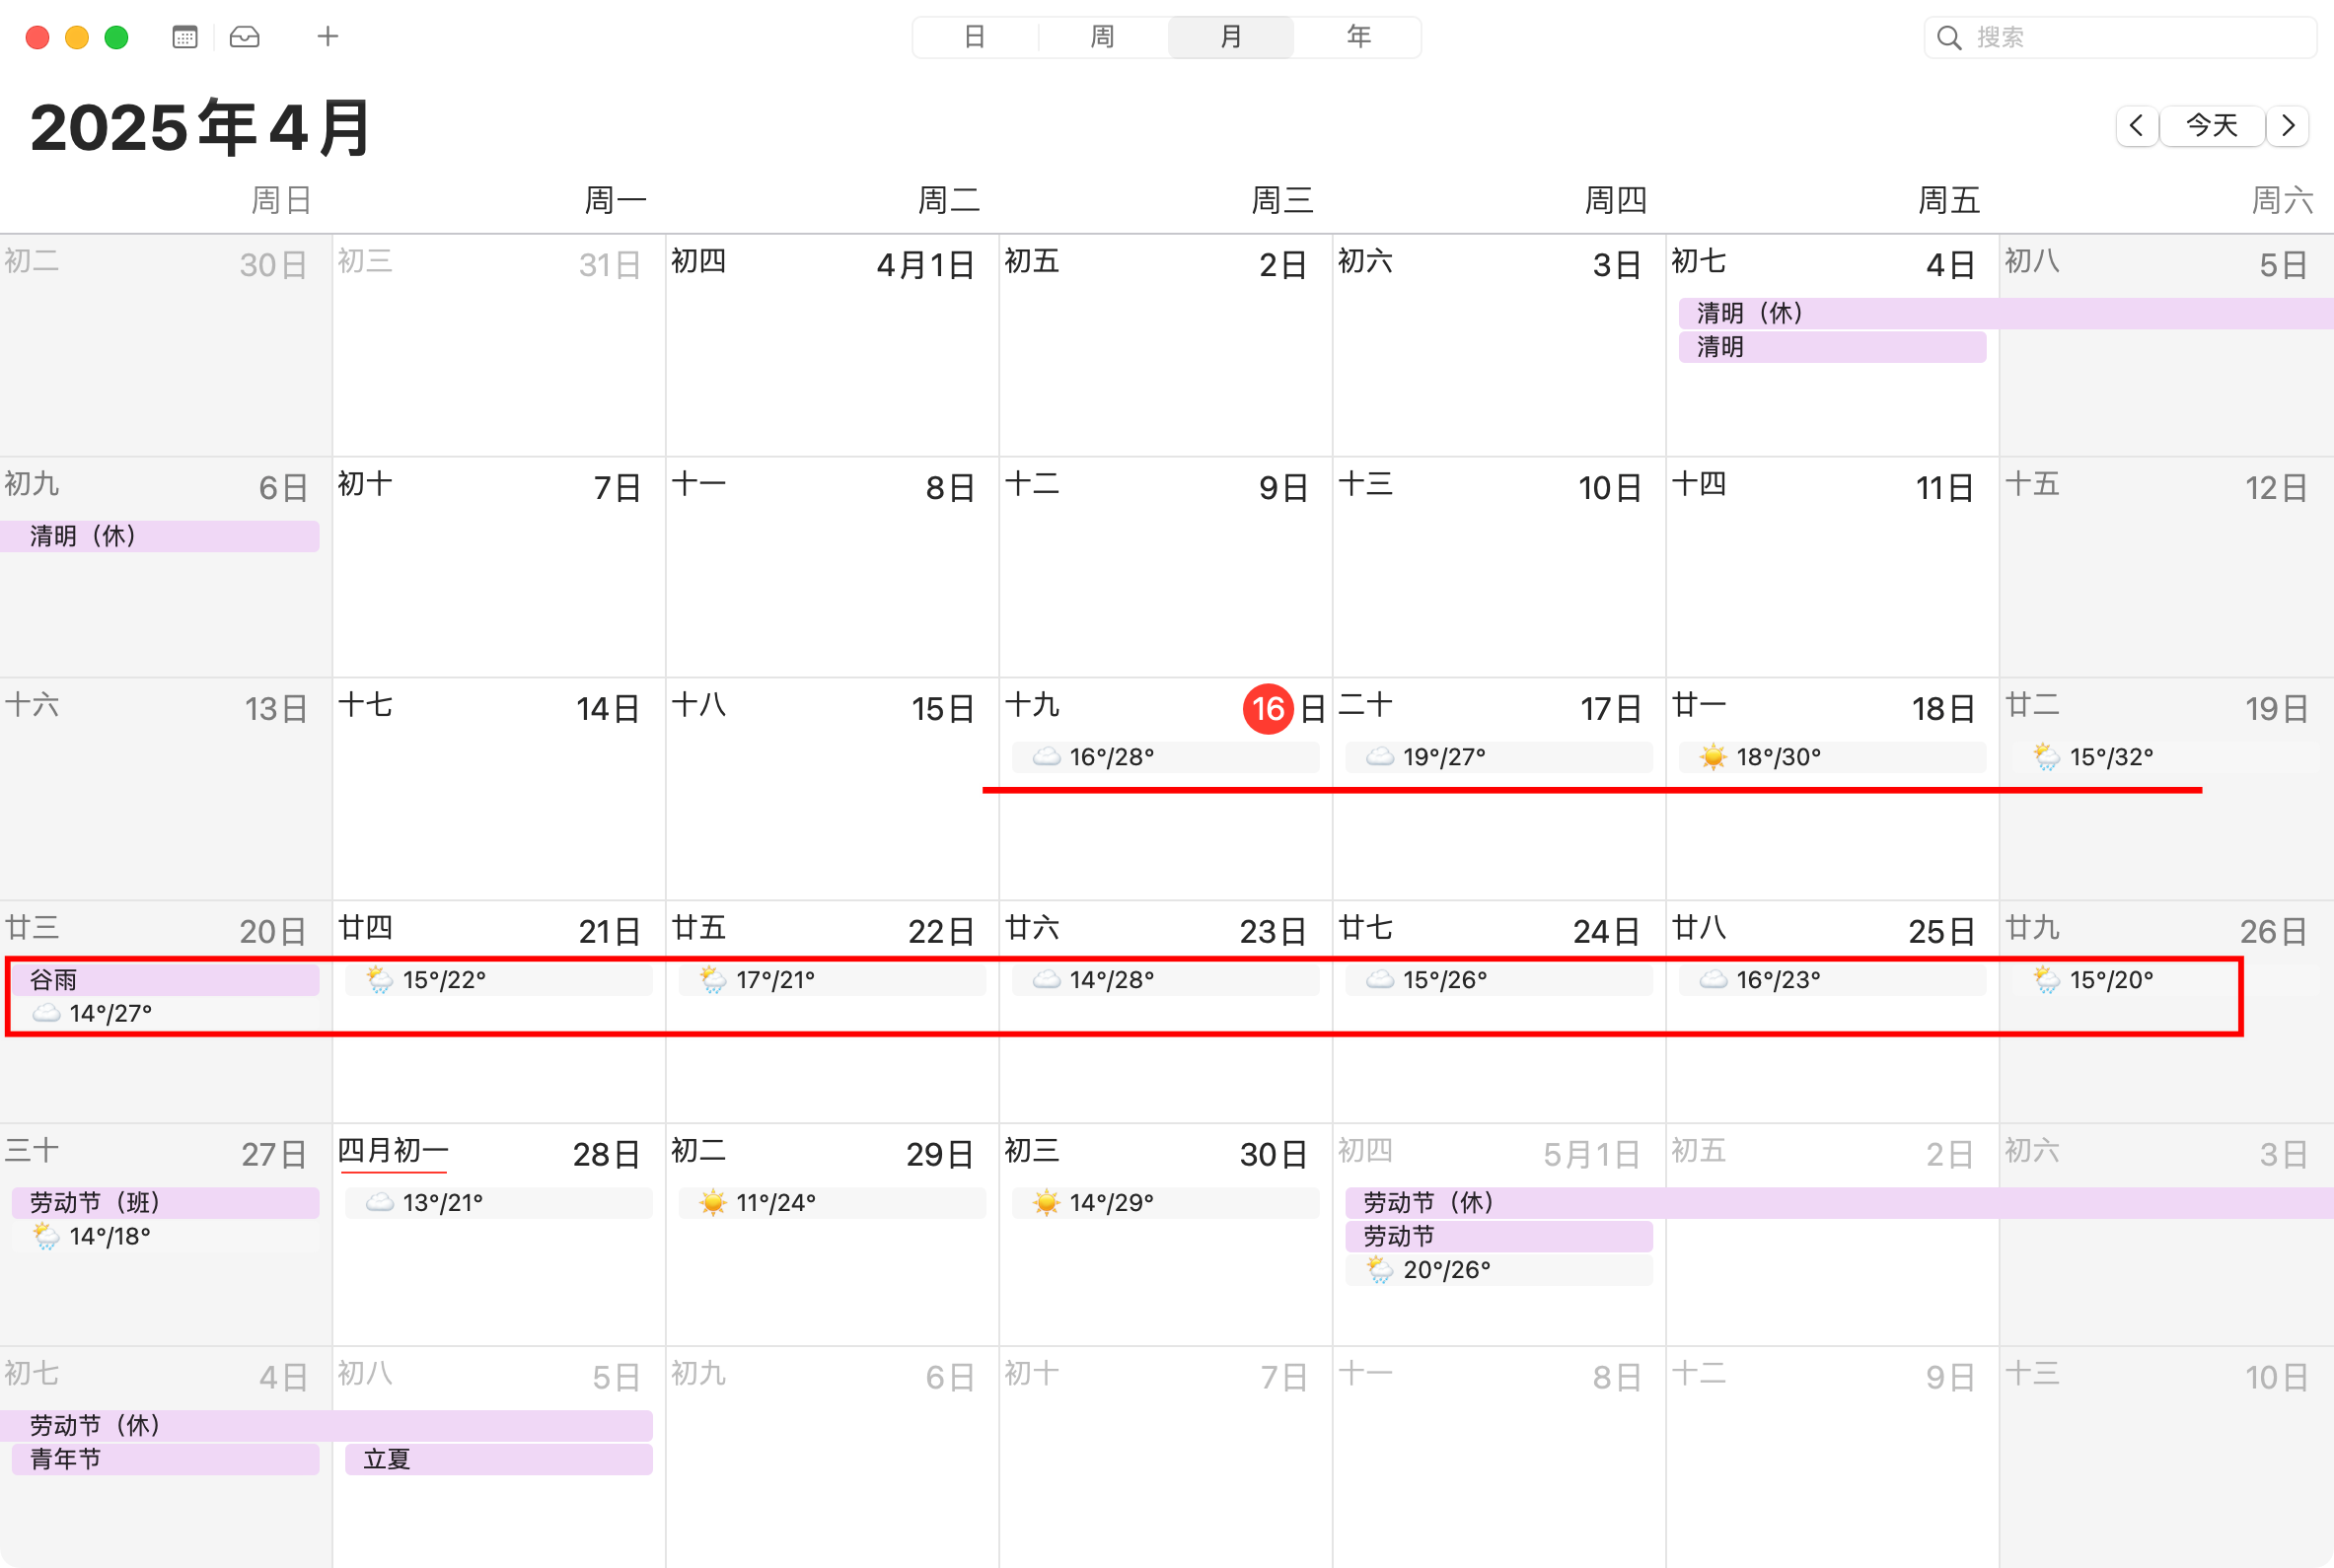 日 周 月 年 搜索
2025年4月 今天
周日 周一 周二 周三 周四 周五 周六
初二 30日 初三 31日 初四 4月1日 初五 2日 初六 3日 初七 4日 初八 5日
清明（休）
清明
初九 6日 初十 7日 十一 8日 十二 9日 十三 10日 十四 11日 十五 12日
清明（休）
十六 13日 十七 14日 十八 15日 十九 16日 二十 17日 廿一 18日 廿二 19日
16°/28° 19°/27° 18°/30° 15°/32°
廿三 20日 廿四 21日 廿五 22日 廿六 23日 廿七 24日 廿八 25日 廿九 26日
谷雨 15°/22° 17°/21° 14°/28° 15°/26° 16°/23° 15°/20°
14°/27°
三十 27日 四月初一 28日 初二 29日 初三 30日 初四 5月1日 初五 2日 初六 3日
劳动节（班） 13°/21° 11°/24° 14°/29° 劳动节（休）
14°/18° 劳动节
20°/26°
初七 4日 初八 5日 初九 6日 初十 7日 十一 8日 十二 9日 十三 10日
劳动节（休）
青年节 立夏